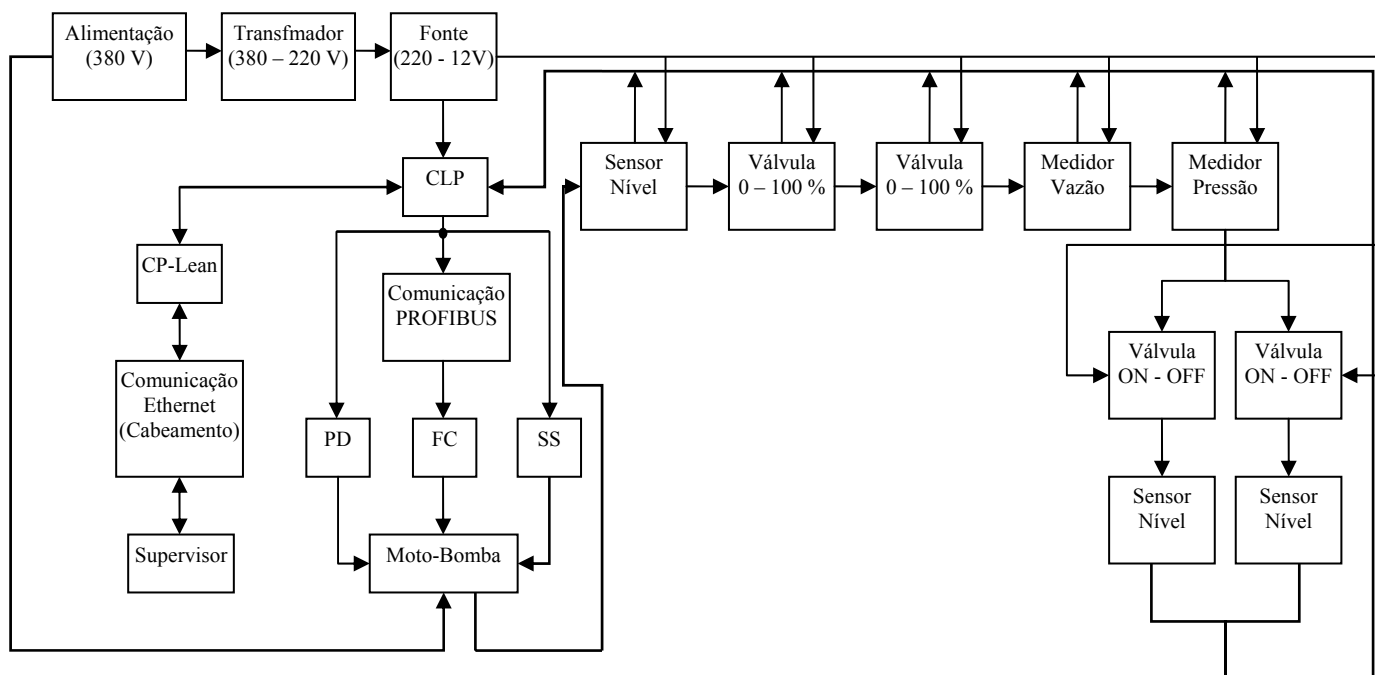 Alimentação
(380 V)
Transfmador
(380 – 220 V)
Fonte
(220 - 12V)
CLP
Sensor
Nível
Válvula
0 – 100 %
Válvula
0 – 100 %
Medidor
Vazão
Medidor
Pressão
CP-Lean
Comunicação
PROFIBUS
Comunicação
Ethernet
(Cabeamento)
Válvula
ON - OFF
Válvula
ON - OFF
PD
FC
SS
Sensor
Nível
Sensor
Nível
Supervisor
Moto-Bomba